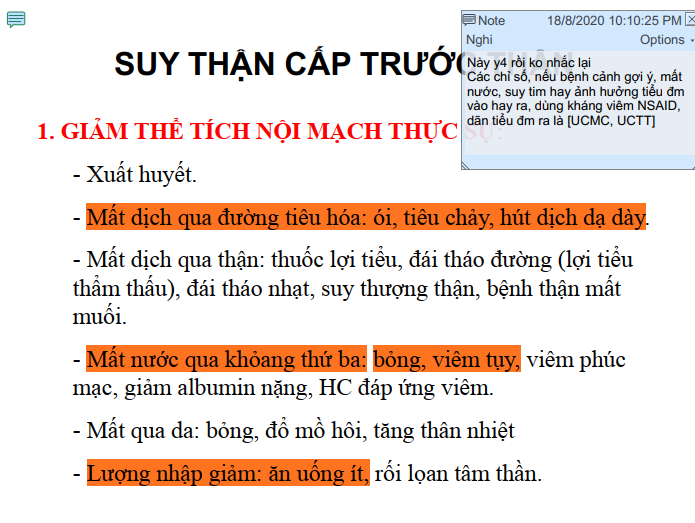 SUY THẬN CẤP TRƯỚC THẬN
Note 18/8/2020 10:10:25 PM
Nghi Options
Này y4 rồi ko nhắc lại
Các chỉ số, nếu bệnh cảnh gợi ý, mất
nước, suy tim hay ảnh hưởng tiểu đm
vào hay ra, dùng kháng viêm NSAID,
dãn tiểu đm ra là [UCMC, UCTT]
1. GIẢM THỂ TÍCH NỘI MẠCH THỰC SỰ:
- Xuất huyết.
- Mất dịch qua đường tiêu hóa: ói, tiêu chảy, hút dịch dạ dày.
- Mất dịch qua thận: thuốc lợi tiểu, đái tháo đường (lợi tiểu
thẩm thấu), đái tháo nhạt, suy thượng thận, bệnh thận mất
muối.
- Mất nước qua khỏang thứ ba: bỏng, viêm tụy, viêm phúc
mạc, giảm albumin nặng, HC đáp ứng viêm.
- Mất qua da: bỏng, đổ mồ hôi, tăng thân nhiệt
- Lượng nhập giảm: ăn uống ít, rối lọan tâm thần.